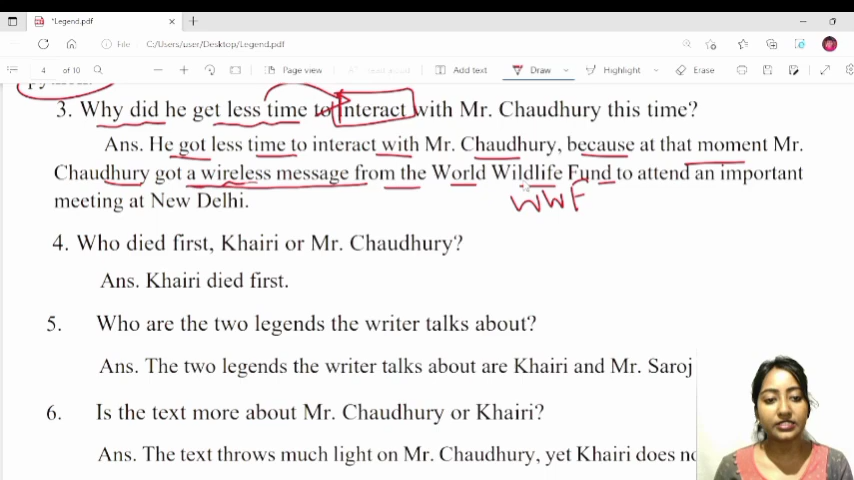 *Legend.pdf
File C:/Users/user/Desktop/Legend.pdf
4 of 10 Page view Add text Draw Highlight Erase
3. Why did he get less time to interact with Mr. Chaudhury this time?
Ans. He got less time to interact with Mr. Chaudhury, because at that moment Mr.
Chaudhury got a wireless message from the World Wildlife Fund to attend an important
meeting at New Delhi.
WWF
4. Who died first, Khairi or Mr. Chaudhury?
Ans. Khairi died first.
5. Who are the two legends the writer talks about?
Ans. The two legends the writer talks about are Khairi and Mr. Saroj
6. Is the text more about Mr. Chaudhury or Khairi?
Ans. The text throws much light on Mr. Chaudhury, yet Khairi does no